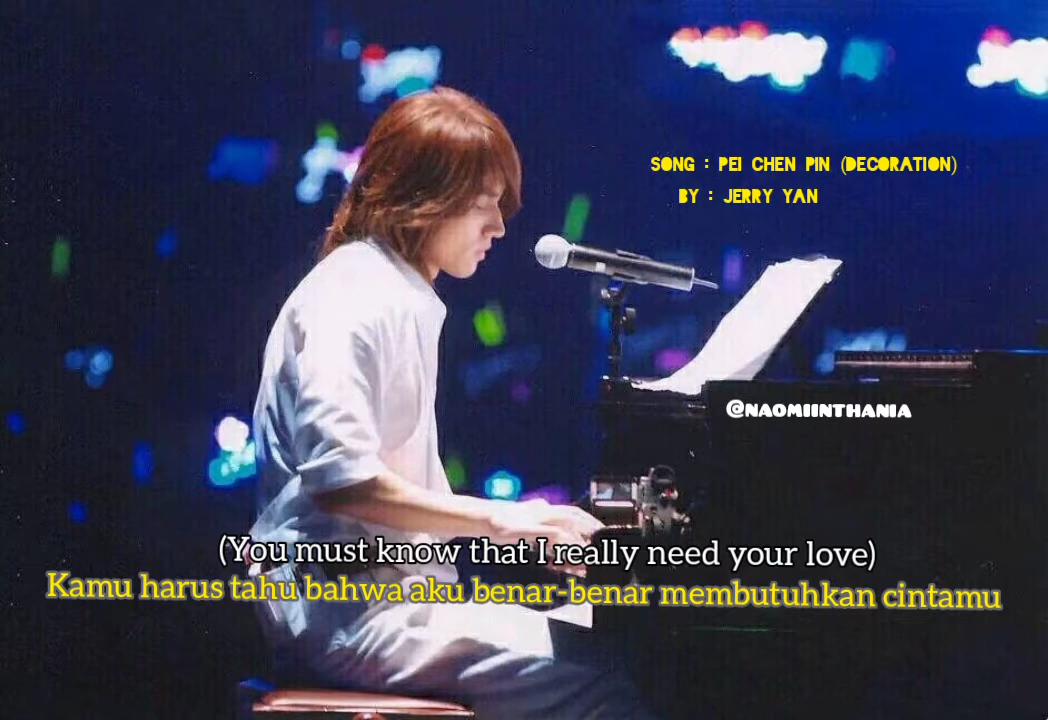 SONG : PEI CHEN PIN (DECORATION)
BY : JERRY YAN
@NAOMIINTHANIA
(You must know that I really need your love)
Kamu harus tahu bahwa aku benar-benar membutuhkan cintamu